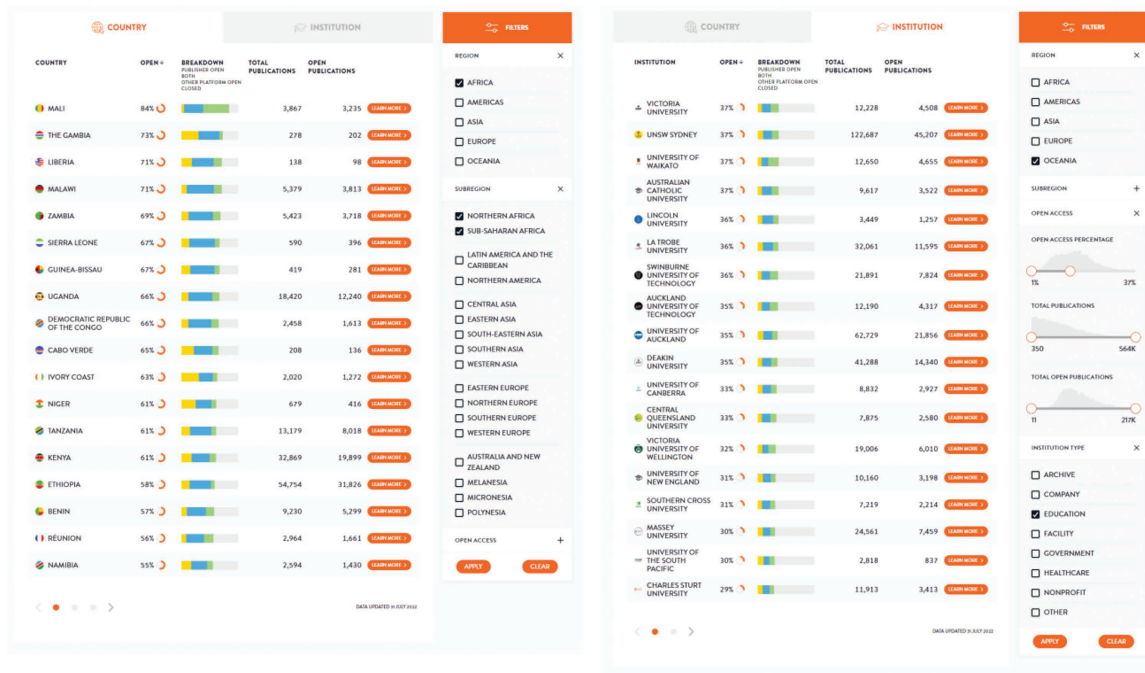 COUNTRY
INSTITUTION
FILTERS
COUNTRY OPEN BREAKDOWN TOTAL PUBLICATIONS OPEN PUBLICATIONS
PUBLISHER OPEN
BOTH
OTHER PLATFORM OPEN
CLOSED
MALI 84% 3,867 3,235 LEARN MORE >
THE GAMBIA 73% 278 202 LEARN MORE >
LIBERIA 71% 138 98 LEARN MORE >
MALAWI 71% 5,379 3,813 LEARN MORE >
ZAMBIA 69% 5,423 3,718 LEARN MORE >
SIERRA LEONE 67% 590 396 LEARN MORE >
GUINEA-BISSAU 67% 419 281 LEARN MORE >
UGANDA 66% 18,420 12,240 LEARN MORE >
DEMOCRATIC REPUBLIC
OF THE CONGO 66% 2,458 1,613 LEARN MORE >
CABO VERDE 65% 208 136 LEARN MORE >
IVORY COAST 63% 2,020 1,272 LEARN MORE >
NIGER 61% 679 416 LEARN MORE >
TANZANIA 61% 13,179 8,018 LEARN MORE >
KENYA 61% 32,869 19,899 LEARN MORE >
ETHIOPIA 58% 54,754 31,826 LEARN MORE >
BENIN 57% 9,230 5,299 LEARN MORE >
RÉUNION 56% 2,964 1,661 LEARN MORE >
NAMIBIA 55% 2,594 1,430 LEARN MORE >
DATA UPDATED 31 JULY 2022
REGION
AFRICA
AMERICAS
ASIA
EUROPE
OCEANIA
SUBREGION
NORTHERN AFRICA
SUB-SAHARAN AFRICA
LATIN AMERICA AND THE
CARIBBEAN
NORTHERN AMERICA
CENTRAL ASIA
EASTERN ASIA
SOUTH-EASTERN ASIA
SOUTHERN ASIA
WESTERN ASIA
EASTERN EUROPE
NORTHERN EUROPE
SOUTHERN EUROPE
WESTERN EUROPE
AUSTRALIA AND NEW
ZEALAND
MELANESIA
MICRONESIA
POLYNESIA
OPEN ACCESS
APPLY CLEAR
COUNTRY
INSTITUTION
FILTERS
INSTITUTION OPEN BREAKDOWN TOTAL PUBLICATIONS OPEN PUBLICATIONS
PUBLISHER OPEN
BOTH
OTHER PLATFORM OPEN
CLOSED
VICTORIA
UNIVERSITY 37% 12,228 4,508 LEARN MORE >
UNSW SYDNEY 37% 122,687 45,207 LEARN MORE >
UNIVERSITY OF
WAIKATO 37% 12,650 4,655 LEARN MORE >
AUSTRALIAN
CATHOLIC
UNIVERSITY 37% 9,617 3,522 LEARN MORE >
LINCOLN
UNIVERSITY 36% 3,449 1,257 LEARN MORE >
LA TROBE
UNIVERSITY 36% 32,061 11,595 LEARN MORE >
SWINBURNE
UNIVERSITY OF
TECHNOLOGY 36% 21,891 7,824 LEARN MORE >
AUCKLAND
UNIVERSITY OF
TECHNOLOGY 35% 12,190 4,317 LEARN MORE >
UNIVERSITY OF
AUCKLAND 35% 62,729 21,856 LEARN MORE >
DEAKIN
UNIVERSITY 35% 41,288 14,340 LEARN MORE >
UNIVERSITY OF
CANBERRA 33% 8,832 2,927 LEARN MORE >
CENTRAL
QUEENSLAND
UNIVERSITY 33% 7,875 2,580 LEARN MORE >
VICTORIA
UNIVERSITY OF
WELLINGTON 32% 19,006 6,010 LEARN MORE >
UNIVERSITY OF
NEW ENGLAND 31% 10,160 3,198 LEARN MORE >
SOUTHERN CROSS
UNIVERSITY 31% 7,219 2,214 LEARN MORE >
MASSEY
UNIVERSITY 30% 24,561 7,459 LEARN MORE >
UNIVERSITY OF
THE SOUTH
PACIFIC 30% 2,818 837 LEARN MORE >
CHARLES STURT
UNIVERSITY 29% 11,913 3,413 LEARN MORE >
DATA UPDATED 31 JULY 2022
REGION
AFRICA
AMERICAS
ASIA
EUROPE
OCEANIA
SUBREGION
OPEN ACCESS
OPEN ACCESS PERCENTAGE
1% 37%
TOTAL PUBLICATIONS
350 564K
TOTAL OPEN PUBLICATIONS
11 217K
INSTITUTION TYPE
ARCHIVE
COMPANY
EDUCATION
FACILITY
GOVERNMENT
HEALTHCARE
NONPROFIT
OTHER
APPLY CLEAR